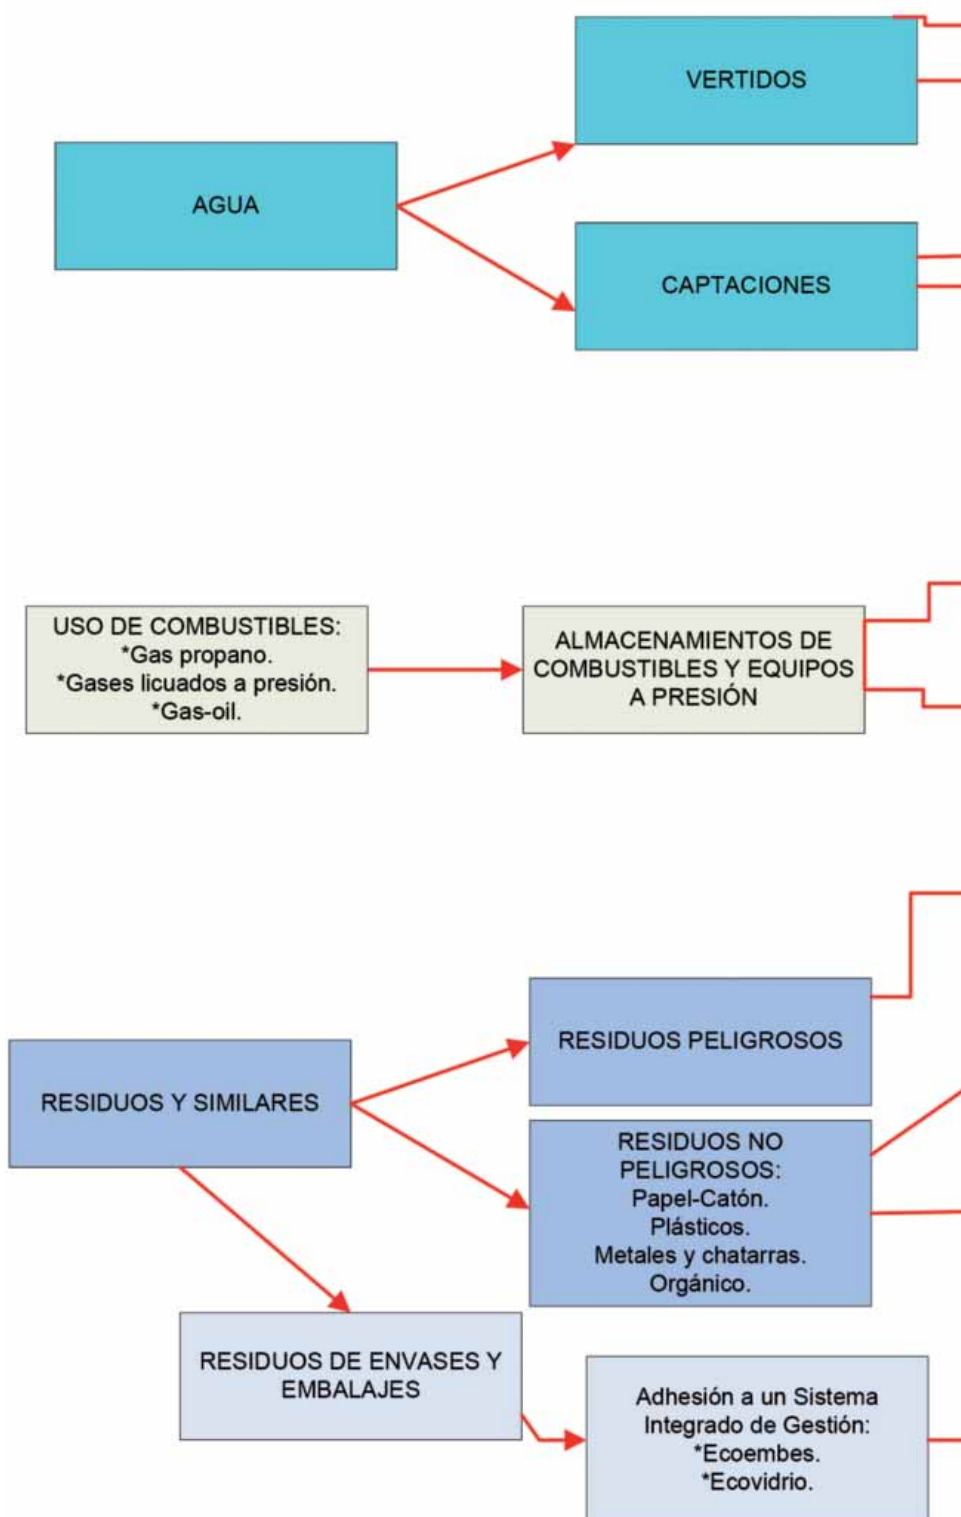 VERTIDOS
AGUA
CAPTACIONES
USO DE COMBUSTIBLES:
*Gas propano.
*Gases licuados a presión.
*Gas-oil.
ALMACENAMIENTOS DE
COMBUSTIBLES Y EQUIPOS
A PRESIÓN
RESIDUOS PELIGROSOS
RESIDUOS Y SIMILARES
RESIDUOS NO
PELIGROSOS:
Papel-Catón.
Plásticos.
Metales y chatarras.
Orgánico.
RESIDUOS DE ENVASES Y
EMBALAJES
Adhesión a un Sistema
Integrado de Gestión:
*Ecoembes.
*Ecovidrio.